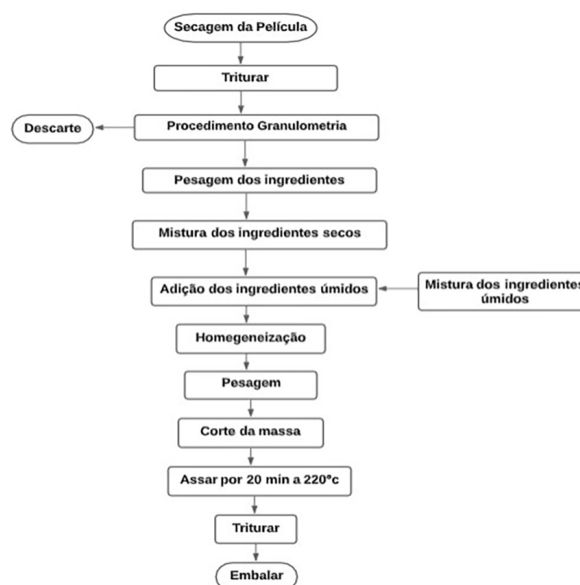 Secagem da Película
Triturar
Descarte
Procedimento Granulometria
Pesagem dos ingredientes
Mistura dos ingredientes secos
Adição dos ingredientes úmidos
Mistura dos ingredientes
úmidos
Homegeneização
Pesagem
Corte da massa
Assar por 20 min a 220°c
Triturar
Embalar